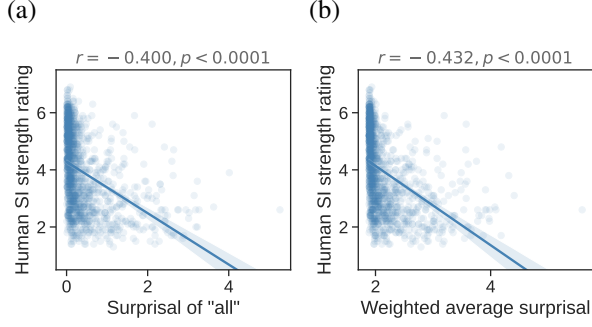 (a)
r = − 0.400, p < 0.0001
Human SI strength rating
6
4
2
0 2 4
Surprisal of "all"
(b)
r = − 0.432, p < 0.0001
Human SI strength rating
6
4
2
2 4
Weighted average surprisal